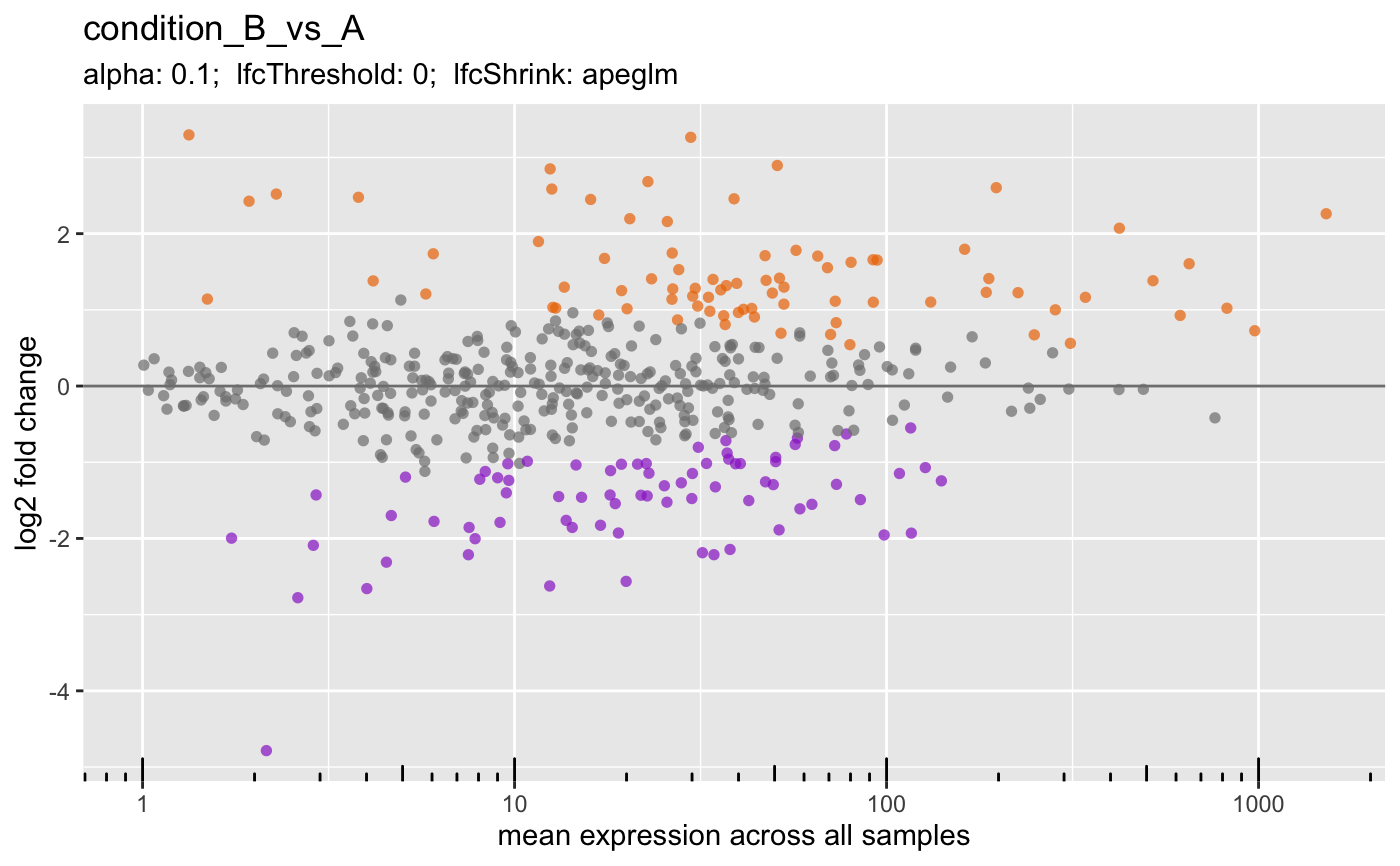 condition_B_vs_A
alpha: 0.1;  lfcThreshold: 0;  lfcShrink: apeglm
log2 fold change
2
0
-2
-4
1
10
100
1000
mean expression across all samples